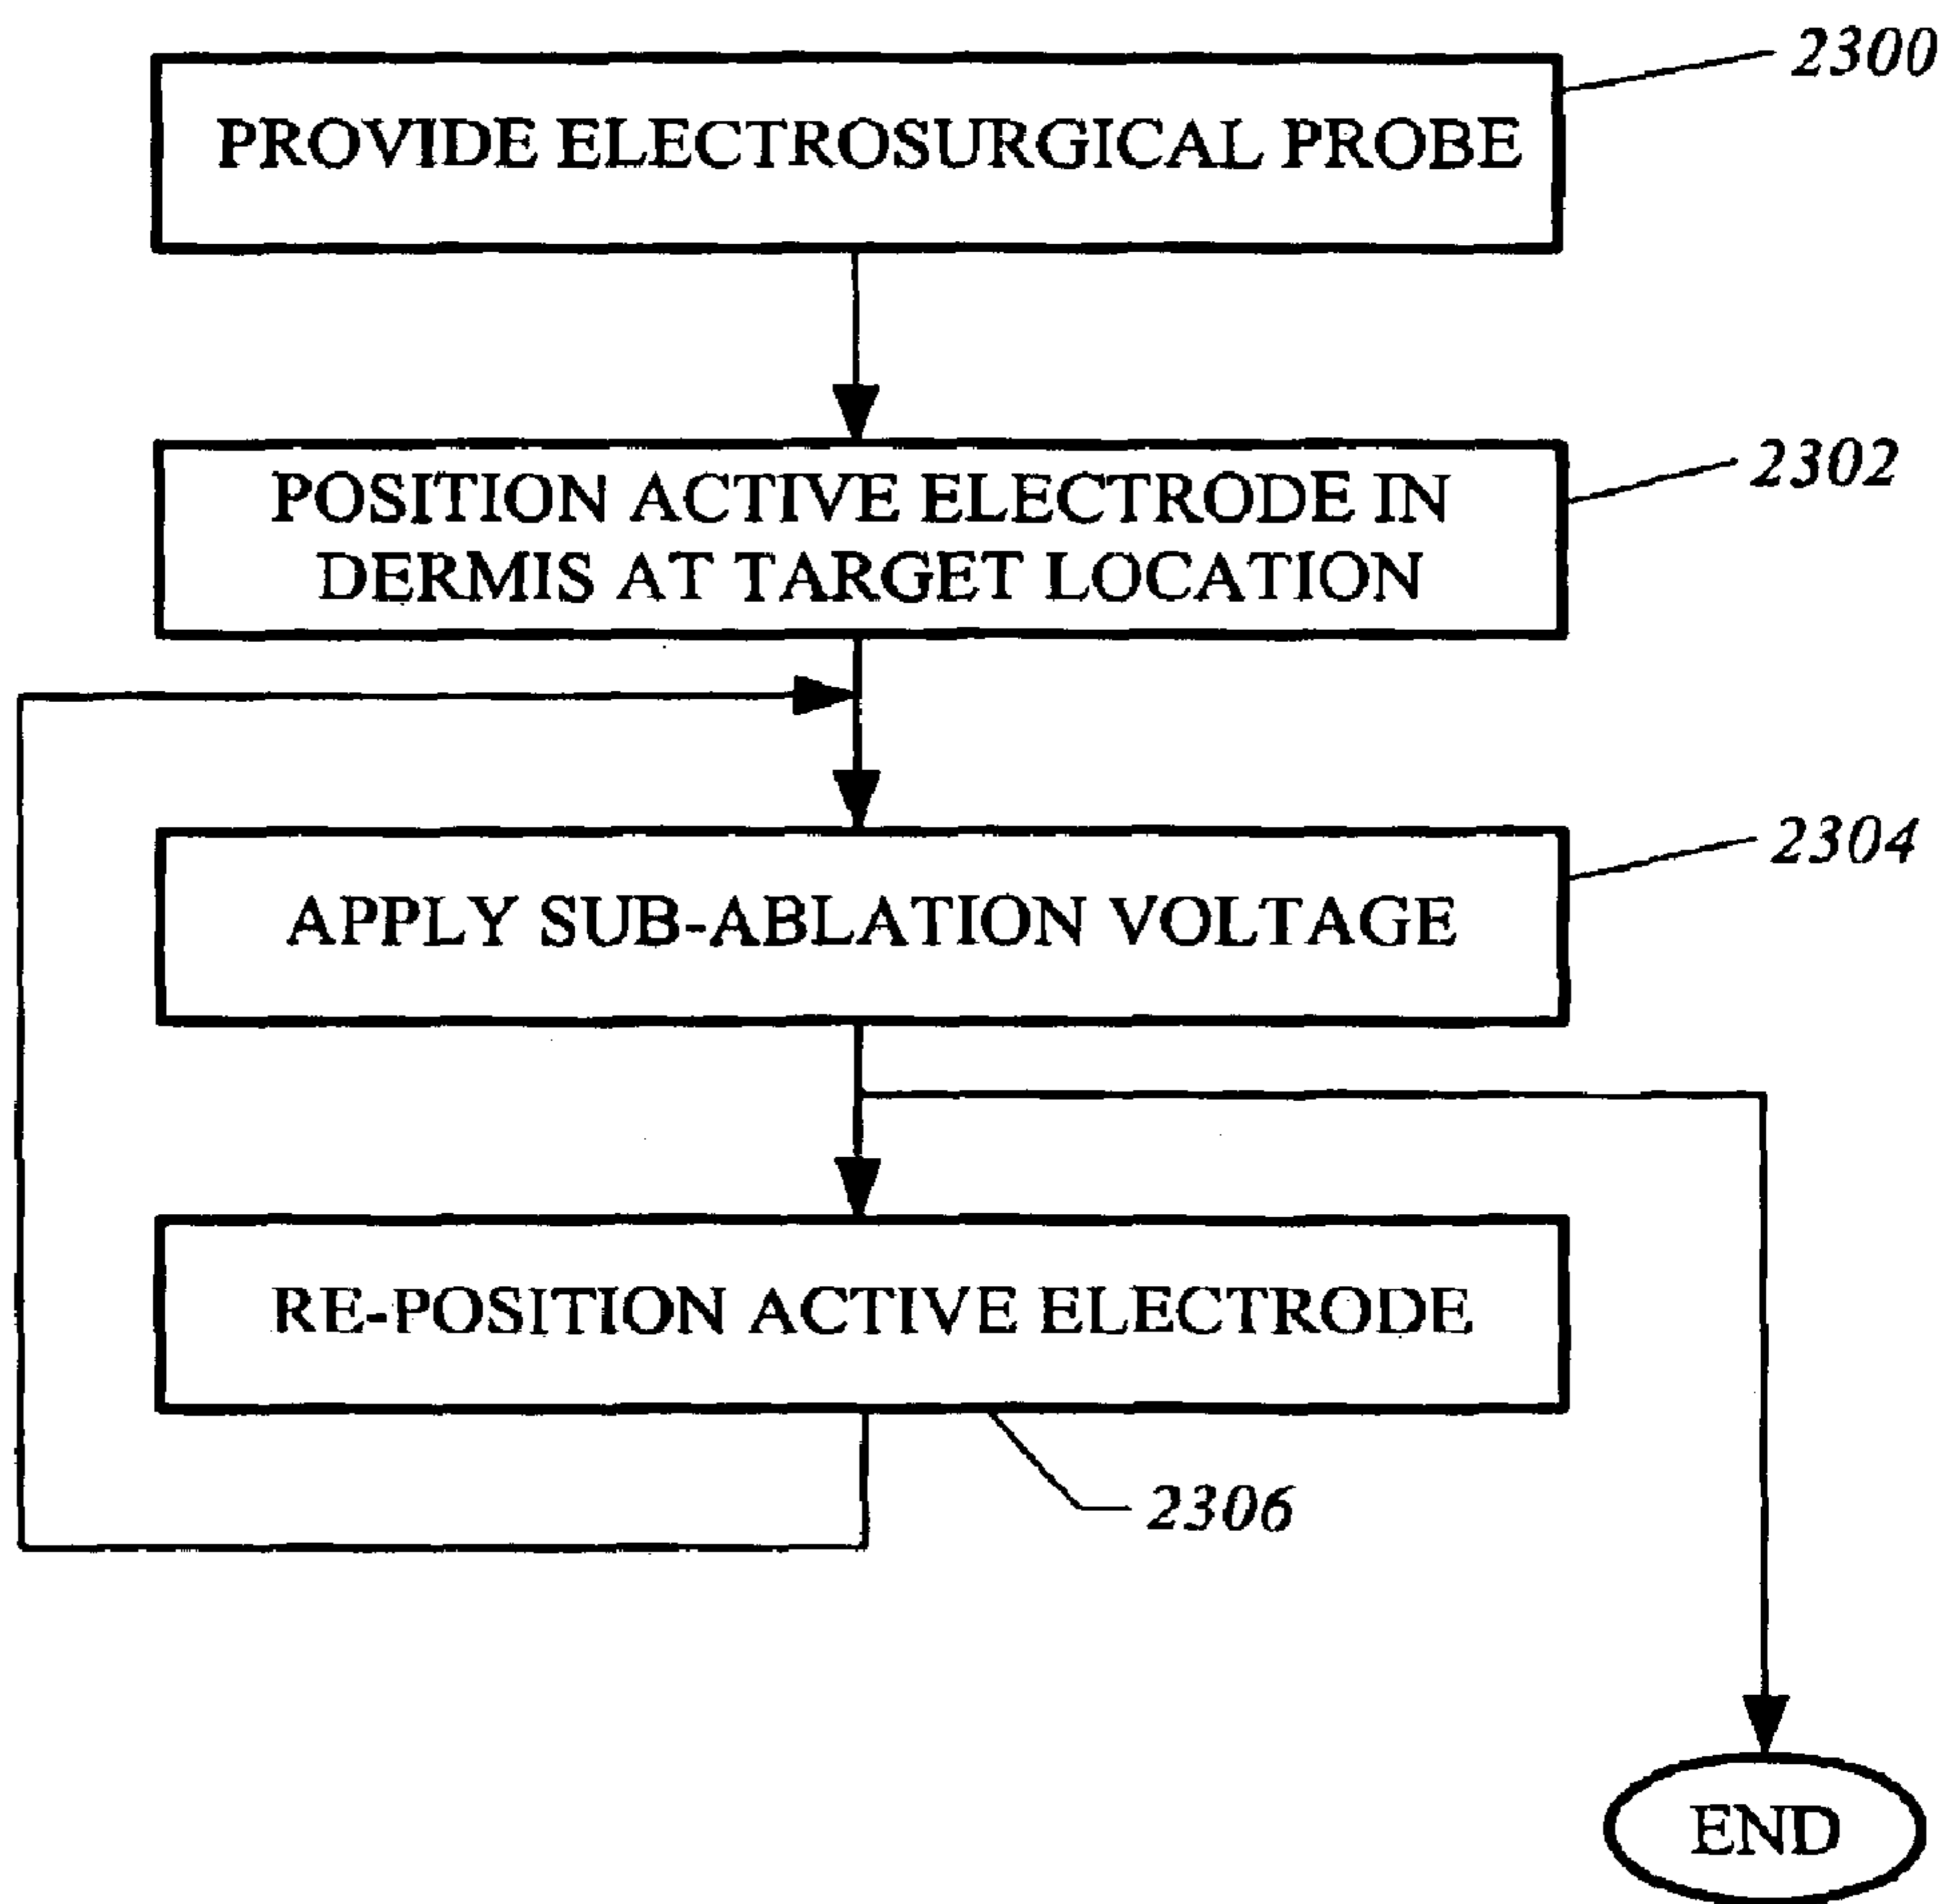 2300
PROVIDE ELECTROSURGICAL PROBE
2302
POSITION ACTIVE ELECTRODE IN
DERMIS AT TARGET LOCATION
2304
APPLY SUB-ABLATION VOLTAGE
RE-POSITION ACTIVE ELECTRODE
2306
END